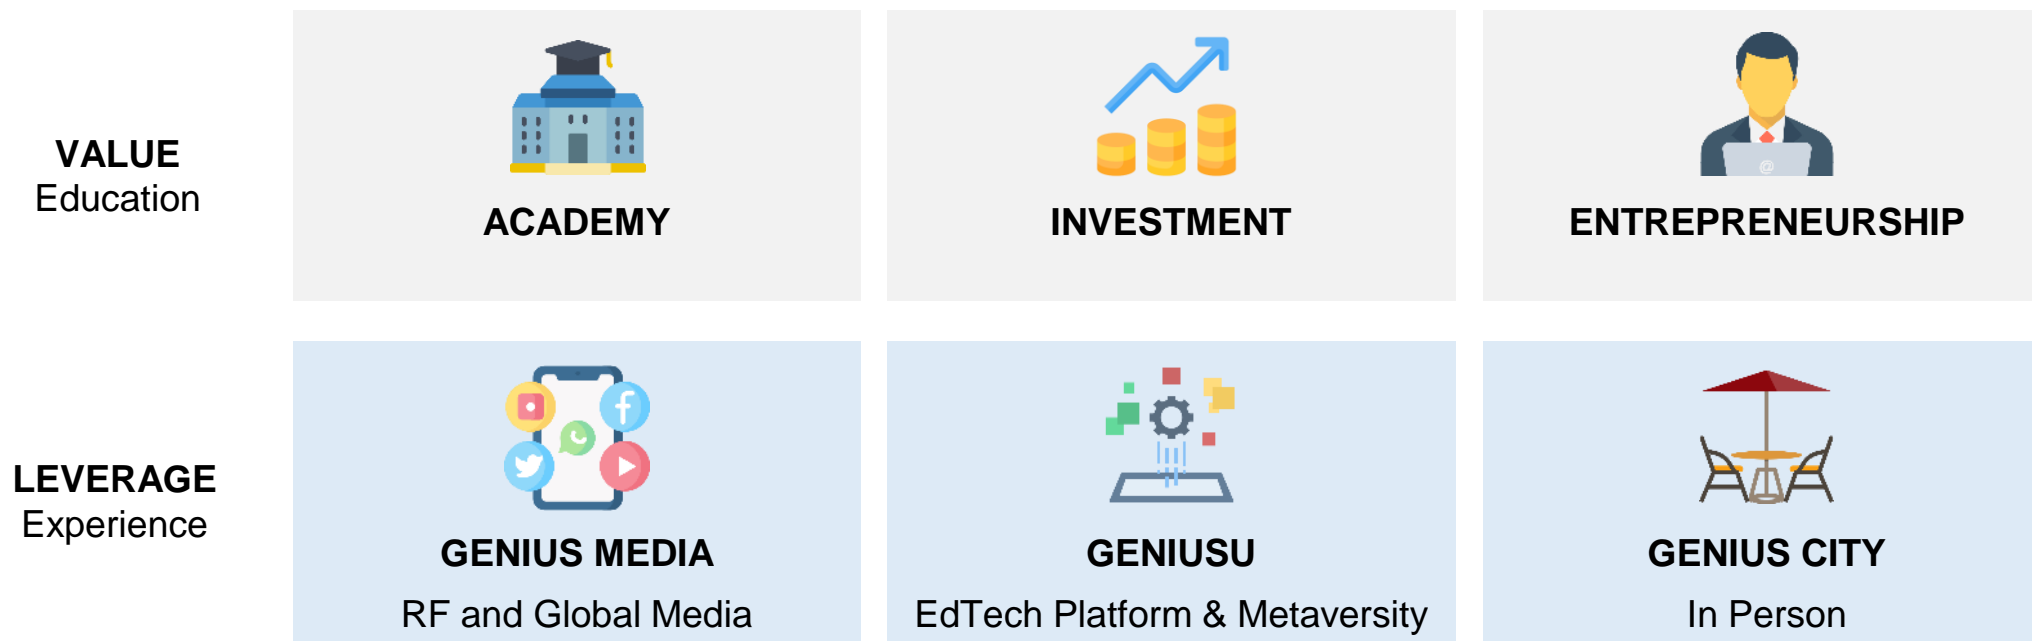 VALUE
Education
ACADEMY
INVESTMENT
ENTREPRENEURSHIP
@
LEVERAGE
Experience
GENIUS MEDIA
RF and Global Media
GENIUSU
EdTech Platform & Metaversity
GENIUS CITY
In Person